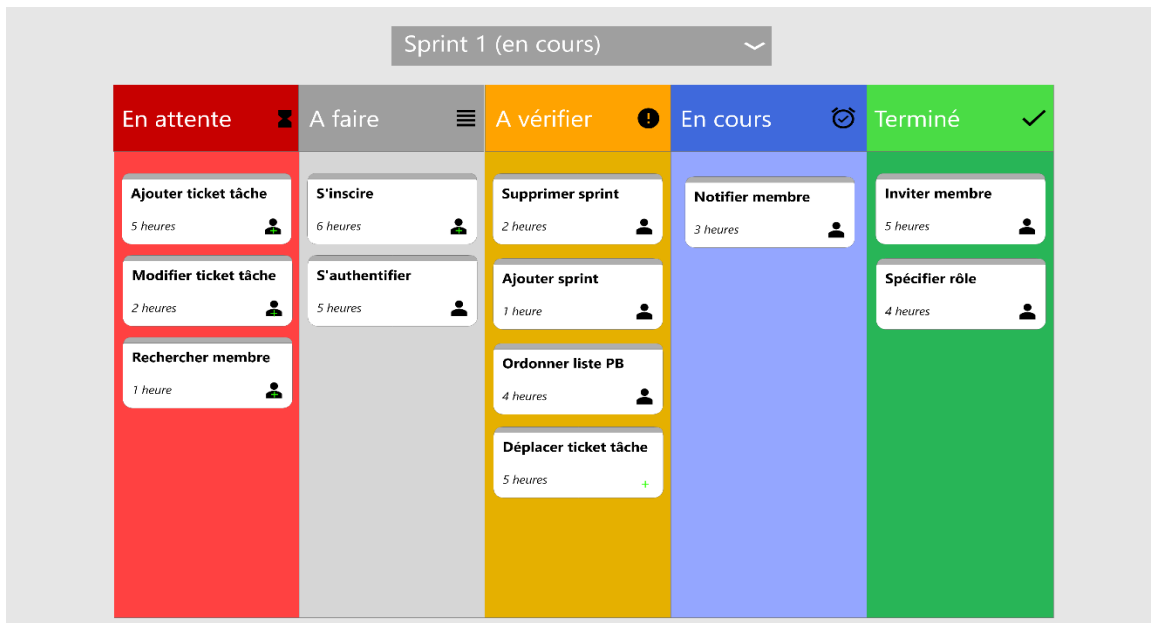 Sprint 1 (en cours)
En attente
A faire
A vérifier
En cours
Terminé
Ajouter ticket tâche
5 heures
Modifier ticket tâche
2 heures
Rechercher membre
1 heure
S'inscire
6 heures
S'authentifier
5 heures
Supprimer sprint
2 heures
Ajouter sprint
1 heure
Ordonner liste PB
4 heures
Déplacer ticket tâche
5 heures
Notifier membre
3 heures
Inviter membre
5 heures
Spécifier rôle
4 heures